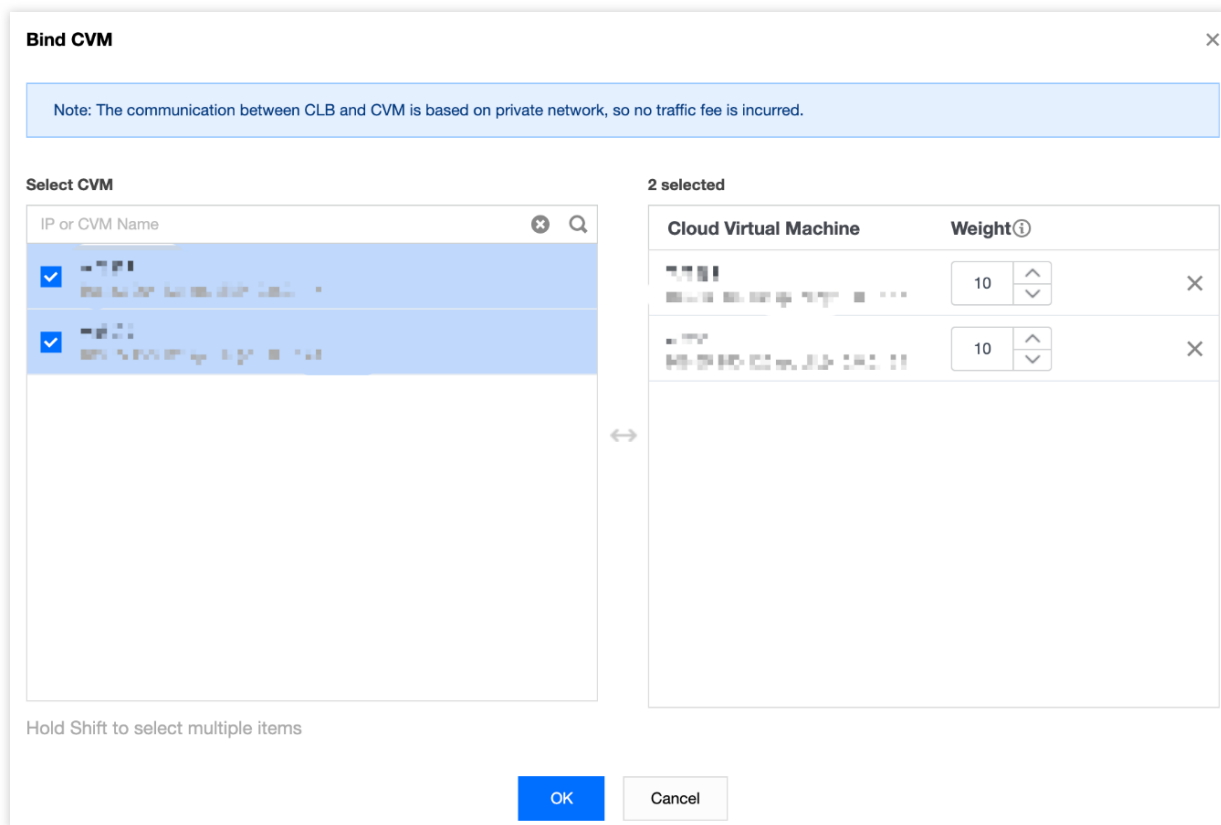 Bind CVM
Note: The communication between CLB and CVM is based on private network, so no traffic fee is incurred.
Select CVM
2 selected
IP or CVM Name
Cloud Virtual Machine Weight
10
10
Hold Shift to select multiple items
OK Cancel